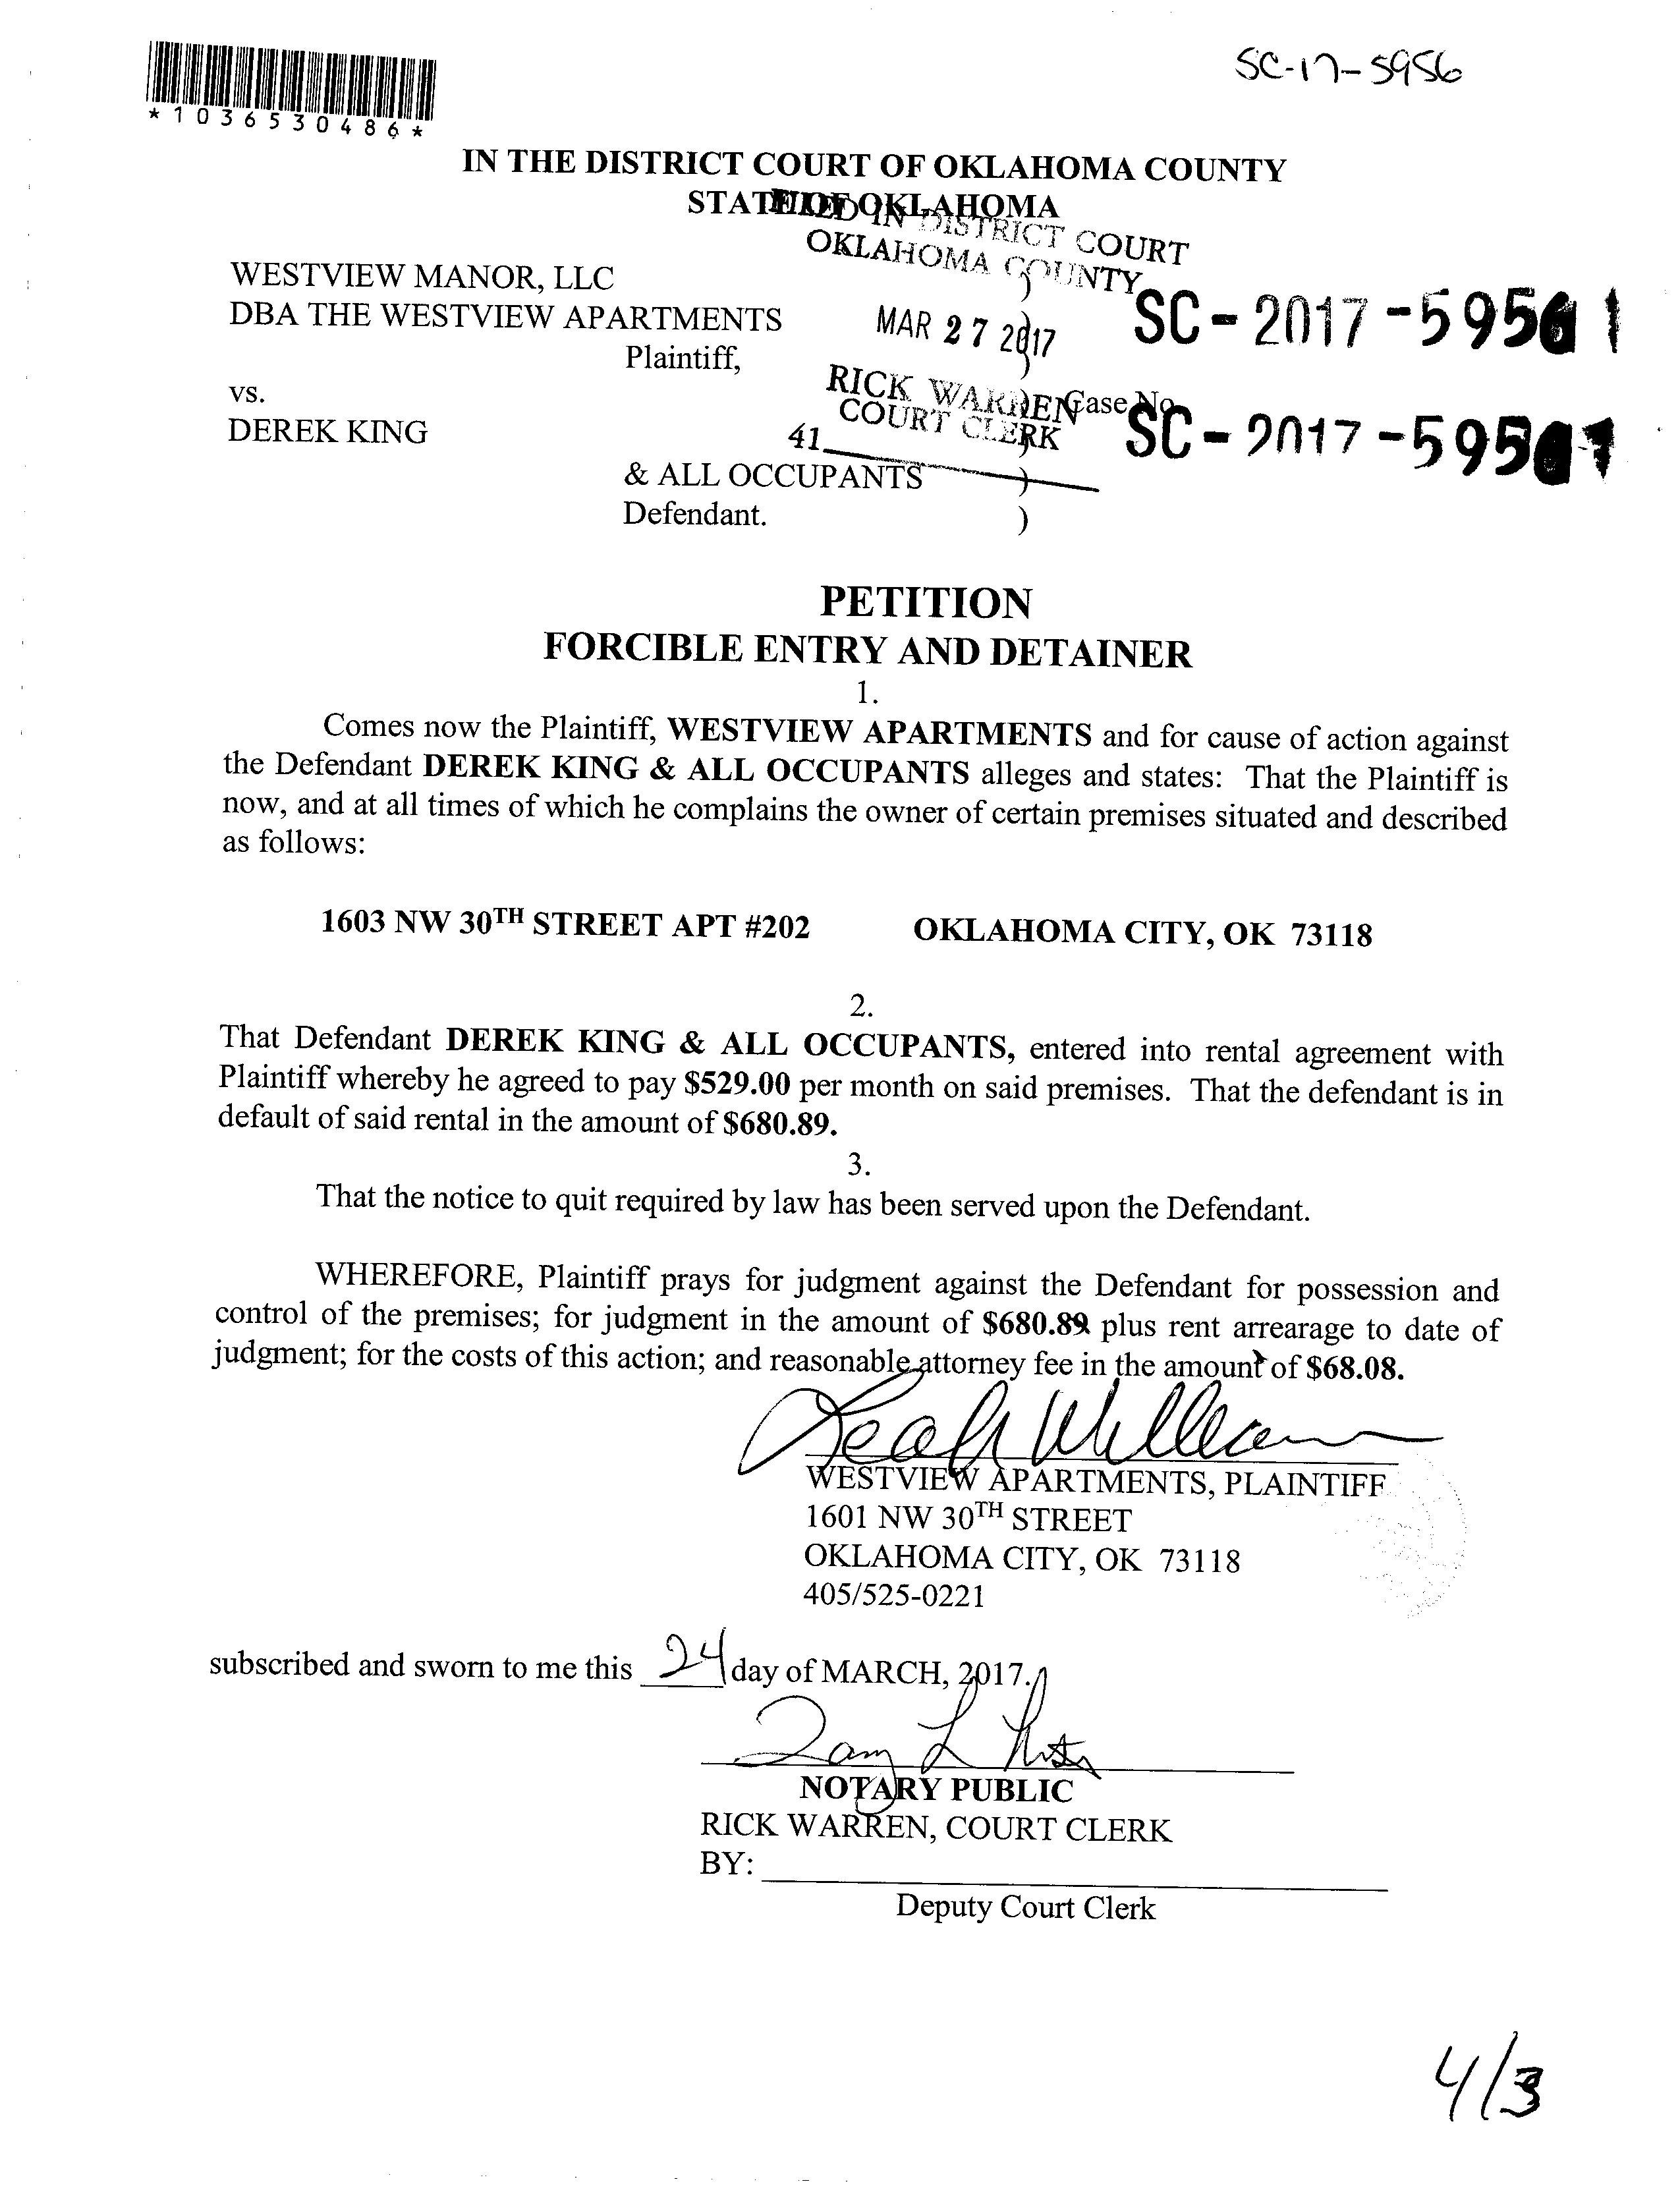 SC-17-5956
*1036530486*
IN THE DISTRICT COURT OF OKLAHOMA COUNTY
STATE OF OKLAHOMA
FILED IN DISTRICT COURT
OKLAHOMA COUNTY
WESTVIEW MANOR, LLC )
DBA THE WESTVIEW APARTMENTS
MAR 27 2017
SC-2017-595
Plaintiff, )
RICK WARREN
COURT CLERK
vs. ) Case No.
SC-2017-595
DEREK KING )
41
& ALL OCCUPANTS )
Defendant. )
PETITION
FORCIBLE ENTRY AND DETAINER
1.
Comes now the Plaintiff, WESTVIEW APARTMENTS and for cause of action against
the Defendant DEREK KING & ALL OCCUPANTS alleges and states: That the Plaintiff is
now, and at all times of which he complains the owner of certain premises situated and described
as follows:
1603 NW 30TH STREET APT #202 OKLAHOMA CITY, OK 73118
2.
That Defendant DEREK KING & ALL OCCUPANTS, entered into rental agreement with
Plaintiff whereby he agreed to pay $529.00 per month on said premises. That the defendant is in
default of said rental in the amount of $680.89.
3.
That the notice to quit required by law has been served upon the Defendant.
WHEREFORE, Plaintiff prays for judgment against the Defendant for possession and
control of the premises; for judgment in the amount of $680.89 plus rent arrearage to date of
judgment; for the costs of this action; and reasonable attorney fee in the amount of $68.08.
Leah William
WESTVIEW APARTMENTS, PLAINTIFF
1601 NW 30TH STREET
OKLAHOMA CITY, OK 73118
405/525-0221
subscribed and sworn to me this 24 day of MARCH, 2017.
NOTARY PUBLIC
RICK WARREN, COURT CLERK
BY:
Deputy Court Clerk
4/3